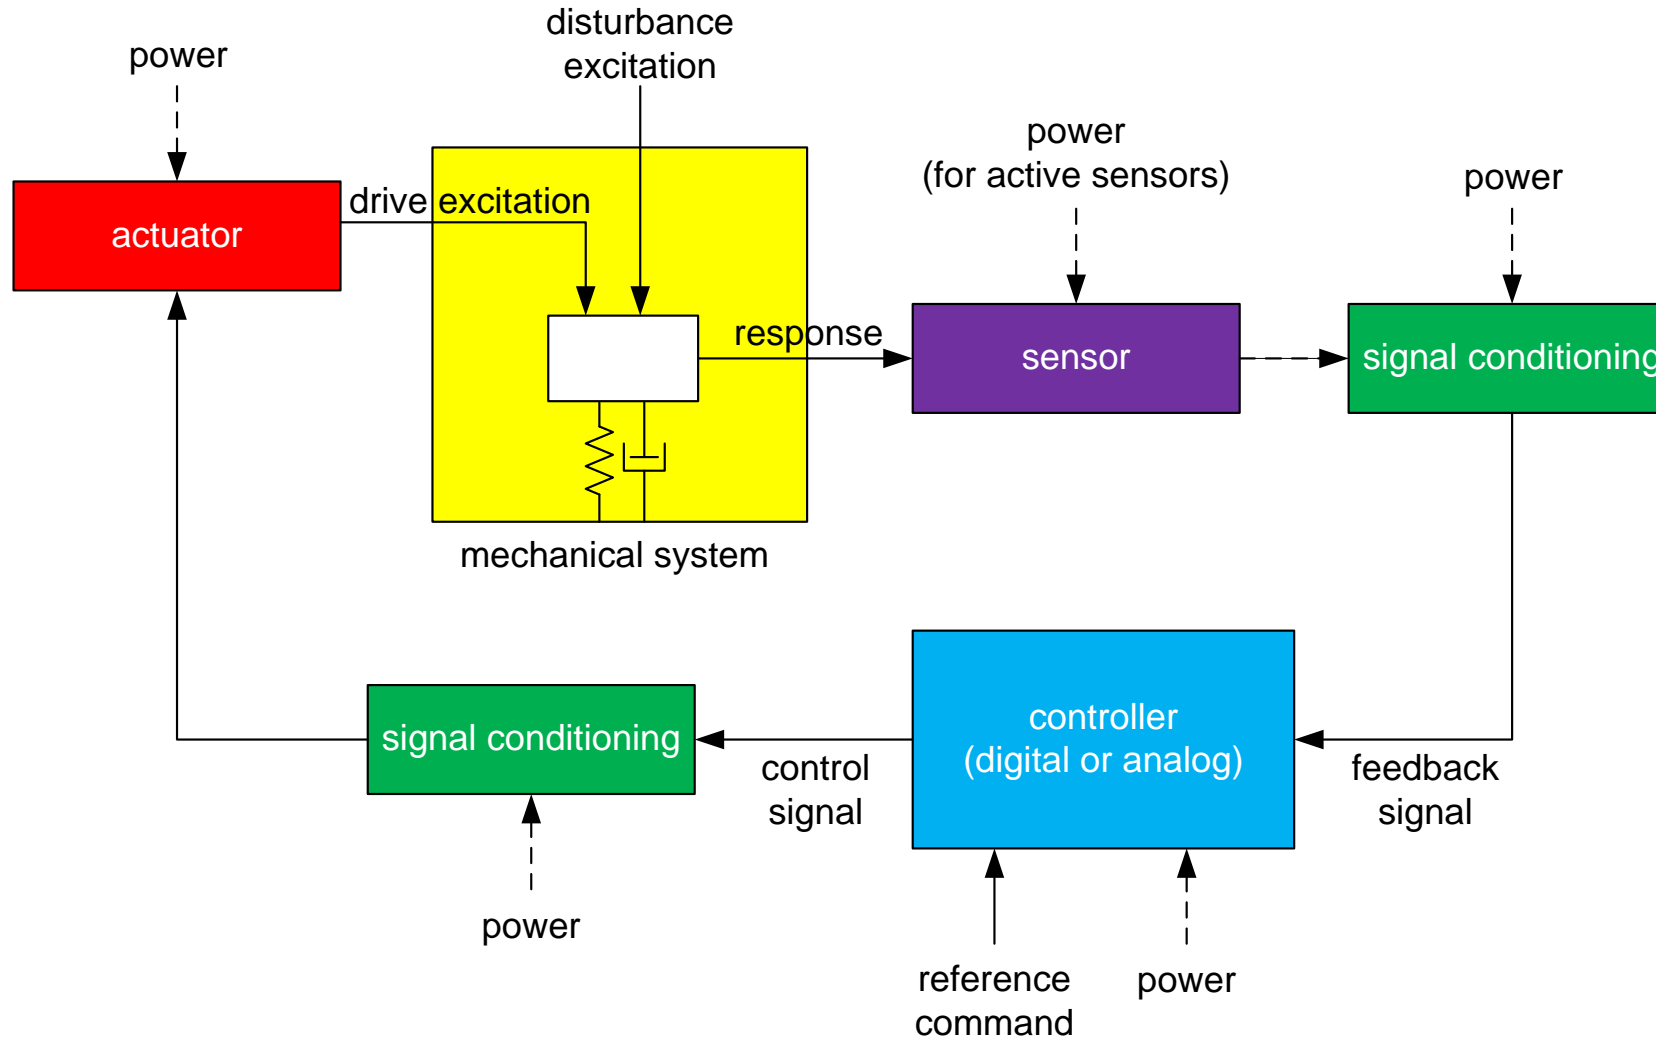 disturbance
excitation
power
power
(for active sensors)
power
drive excitation
actuator
response
sensor
signal conditioning
mechanical system
signal conditioning
control
signal
controller
(digital or analog)
feedback
signal
power
reference
command
power